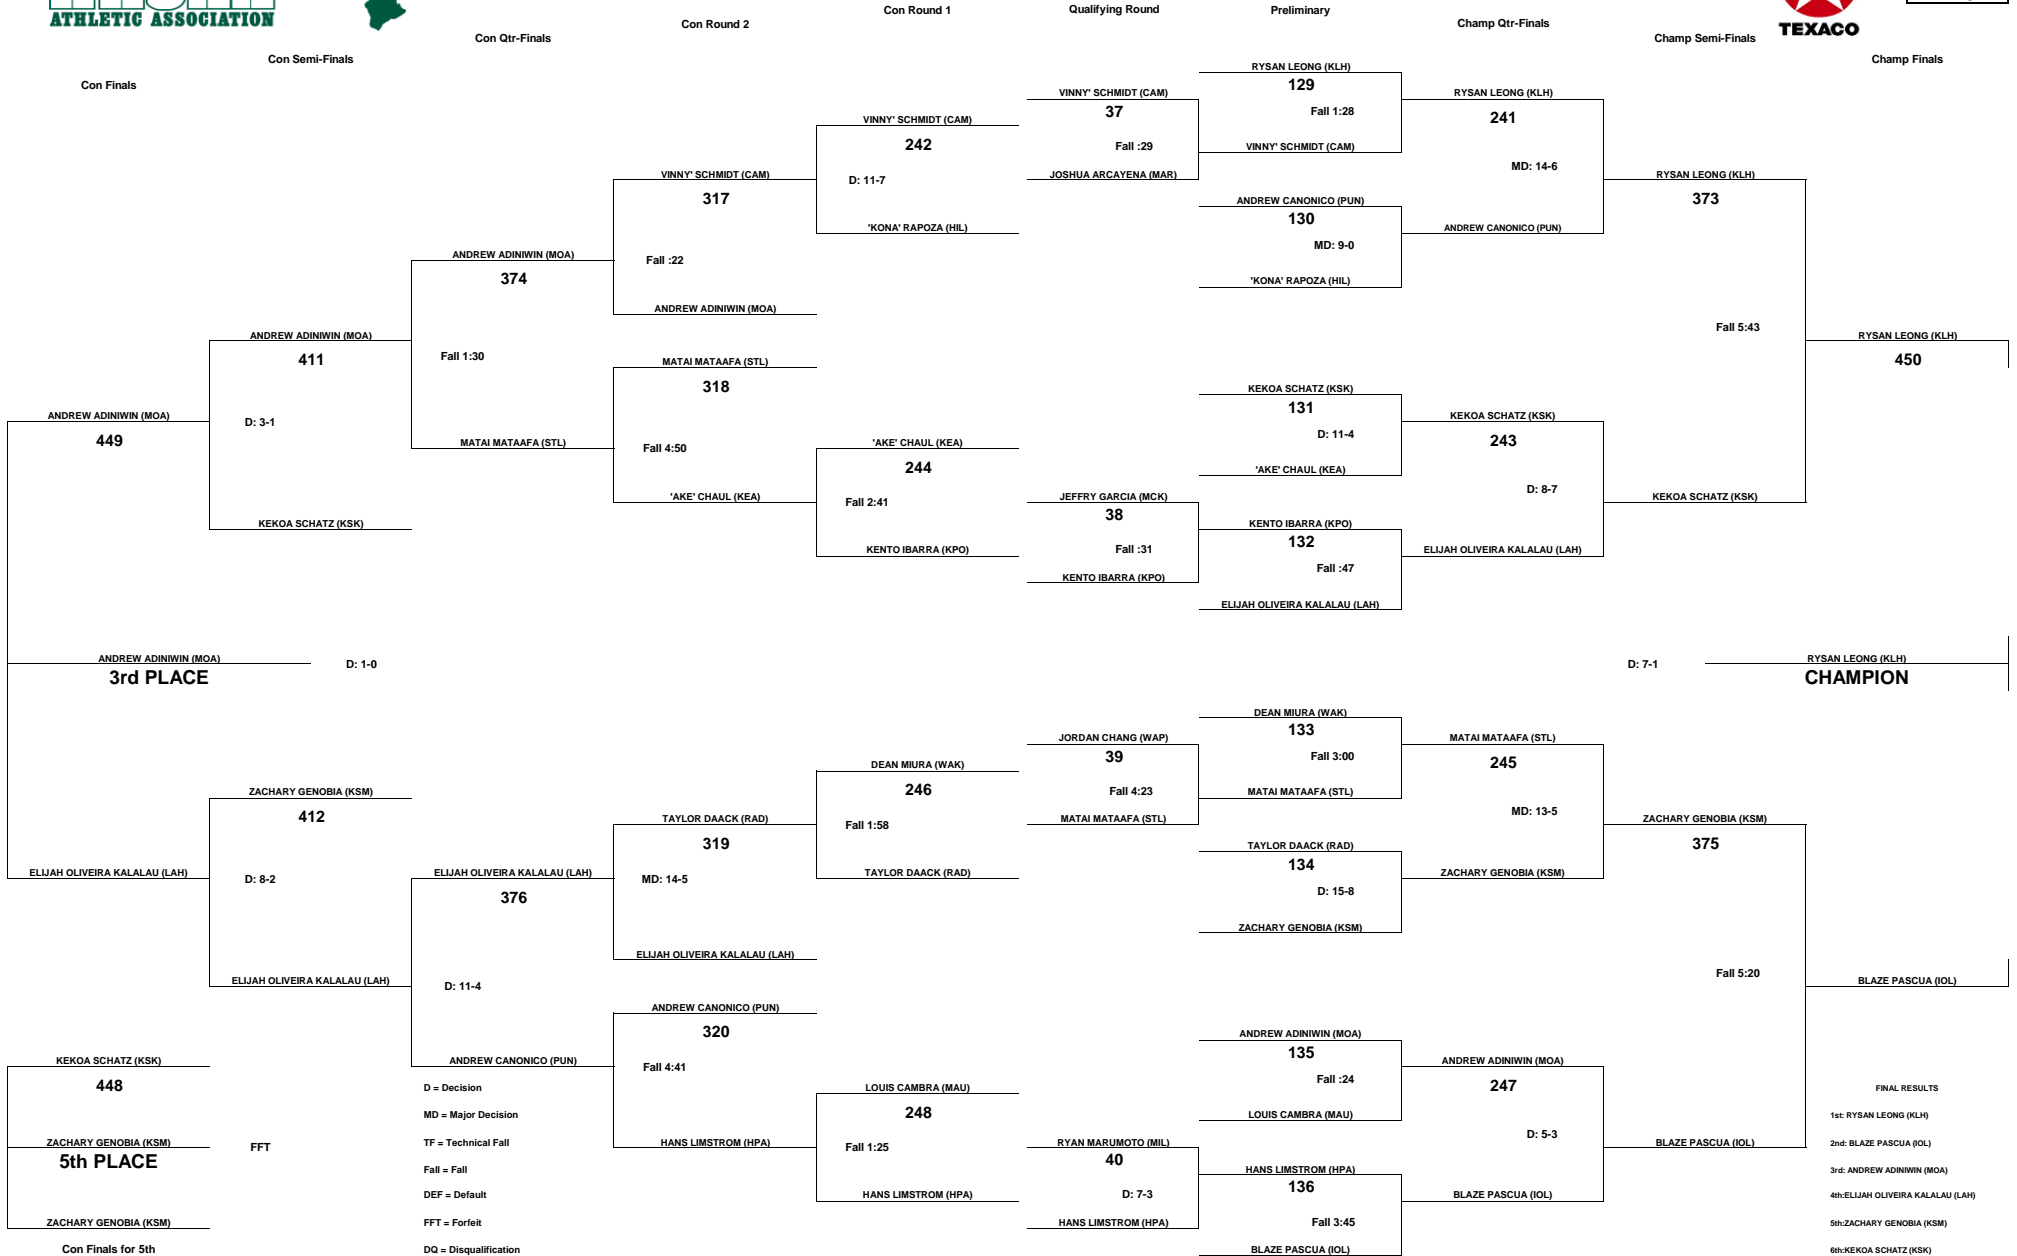 ATHLETIC ASSOCIATION
TEXACO
Con Finals
Con Semi-Finals
Con Qtr-Finals
Con Round 2
Con Round 1
Qualifying Round
Preliminary
Champ Qtr-Finals
Champ Semi-Finals
Champ Finals
RYSAN LEONG (KLH)
129
Fall 1:28
VINNY' SCHMIDT (CAM)
ANDREW CANONICO (PUN)
130
MD: 9-0
'KONA' RAPOZA (HIL)
KEKOA SCHATZ (KSK)
131
D: 11-4
'AKE' CHAUL (KEA)
KENTO IBARRA (KPO)
132
Fall :47
ELIJAH OLIVEIRA KALALAU (LAH)
DEAN MIURA (WAK)
133
Fall 3:00
MATAI MATAAFA (STL)
TAYLOR DAACK (RAD)
134
D: 15-8
ZACHARY GENOBIA (KSM)
ANDREW ADINIWIN (MOA)
135
Fall :24
LOUIS CAMBRA (MAU)
HANS LIMSTROM (HPA)
136
Fall 3:45
BLAZE PASCUA (IOL)
VINNY' SCHMIDT (CAM)
37
Fall :29
JOSHUA ARCAYENA (MAR)
JEFFRY GARCIA (MCK)
38
Fall :31
KENTO IBARRA (KPO)
JORDAN CHANG (WAP)
39
Fall 4:23
MATAI MATAAFA (STL)
RYAN MARUMOTO (MIL)
40
D: 7-3
HANS LIMSTROM (HPA)
RYSAN LEONG (KLH)
241
MD: 14-6
ANDREW CANONICO (PUN)
KEKOA SCHATZ (KSK)
243
D: 8-7
ELIJAH OLIVEIRA KALALAU (LAH)
MATAI MATAAFA (STL)
245
MD: 13-5
ZACHARY GENOBIA (KSM)
ANDREW ADINIWIN (MOA)
247
D: 5-3
BLAZE PASCUA (IOL)
RYSAN LEONG (KLH)
373
Fall 5:43
KEKOA SCHATZ (KSK)
ZACHARY GENOBIA (KSM)
375
Fall 5:20
BLAZE PASCUA (IOL)
RYSAN LEONG (KLH)
450
D: 7-1
RYSAN LEONG (KLH)
CHAMPION
BLAZE PASCUA (IOL)
VINNY' SCHMIDT (CAM)
242
D: 11-7
'KONA' RAPOZA (HIL)
'AKE' CHAUL (KEA)
244
Fall 2:41
KENTO IBARRA (KPO)
DEAN MIURA (WAK)
246
Fall 1:58
TAYLOR DAACK (RAD)
LOUIS CAMBRA (MAU)
248
Fall 1:25
HANS LIMSTROM (HPA)
VINNY' SCHMIDT (CAM)
317
Fall :22
ANDREW ADINIWIN (MOA)
MATAI MATAAFA (STL)
318
Fall 4:50
'AKE' CHAUL (KEA)
TAYLOR DAACK (RAD)
319
MD: 14-5
ELIJAH OLIVEIRA KALALAU (LAH)
ANDREW CANONICO (PUN)
320
Fall 4:41
HANS LIMSTROM (HPA)
ANDREW ADINIWIN (MOA)
374
Fall 1:30
MATAI MATAAFA (STL)
ELIJAH OLIVEIRA KALALAU (LAH)
376
D: 11-4
ANDREW CANONICO (PUN)
ANDREW ADINIWIN (MOA)
411
D: 3-1
KEKOA SCHATZ (KSK)
ZACHARY GENOBIA (KSM)
412
D: 8-2
ELIJAH OLIVEIRA KALALAU (LAH)
ANDREW ADINIWIN (MOA)
449
ANDREW ADINIWIN (MOA)
D: 1-0
3rd PLACE
ELIJAH OLIVEIRA KALALAU (LAH)
KEKOA SCHATZ (KSK)
448
ZACHARY GENOBIA (KSM)
FFT
5th PLACE
ZACHARY GENOBIA (KSM)
Con Finals for 5th
D = Decision
MD = Major Decision
TF = Technical Fall
Fall = Fall
DEF = Default
FFT = Forfeit
DQ = Disqualification
FINAL RESULTS
1st: RYSAN LEONG (KLH)
2nd: BLAZE PASCUA (IOL)
3rd: ANDREW ADINIWIN (MOA)
4th:ELIJAH OLIVEIRA KALALAU (LAH)
5th:ZACHARY GENOBIA (KSM)
6th:KEKOA SCHATZ (KSK)